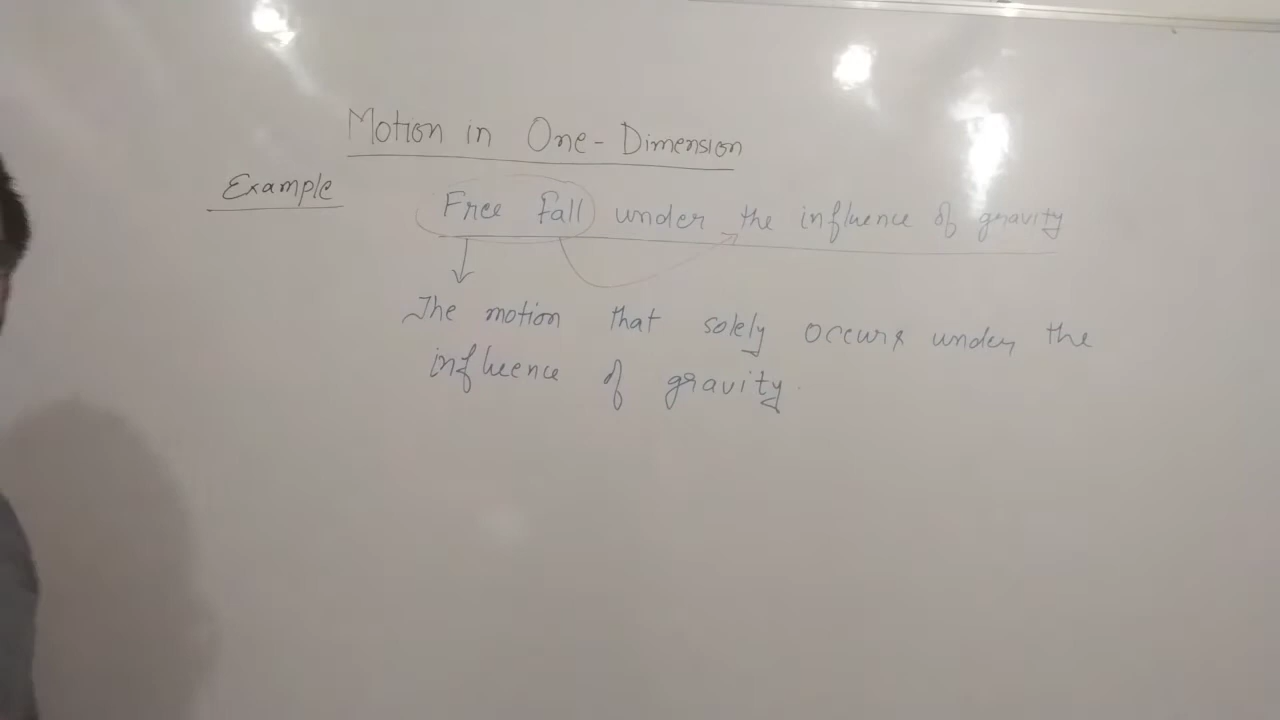 Motion in One-Dimension
Example
Free fall under the influence of gravity
The motion that solely occurs under the
influence of gravity.